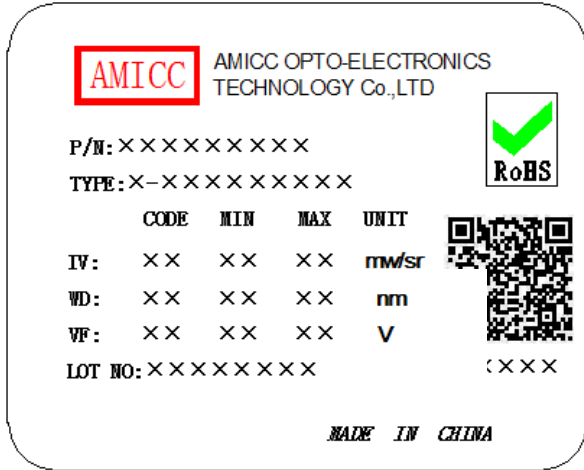 AMICC
AMICC OPTO-ELECTRONICS
TECHNOLOGY Co.,LTD
RoHS
P/N:×××××××××
TYPE:×-×××××××××
CODE MIN MAX UNIT
IV: ×× ×× ×× mw/sr
WD: ×× ×× ×× nm
VF: ×× ×× ×× V
LOT NO:×××××××× ×××
MADE IN CHINA